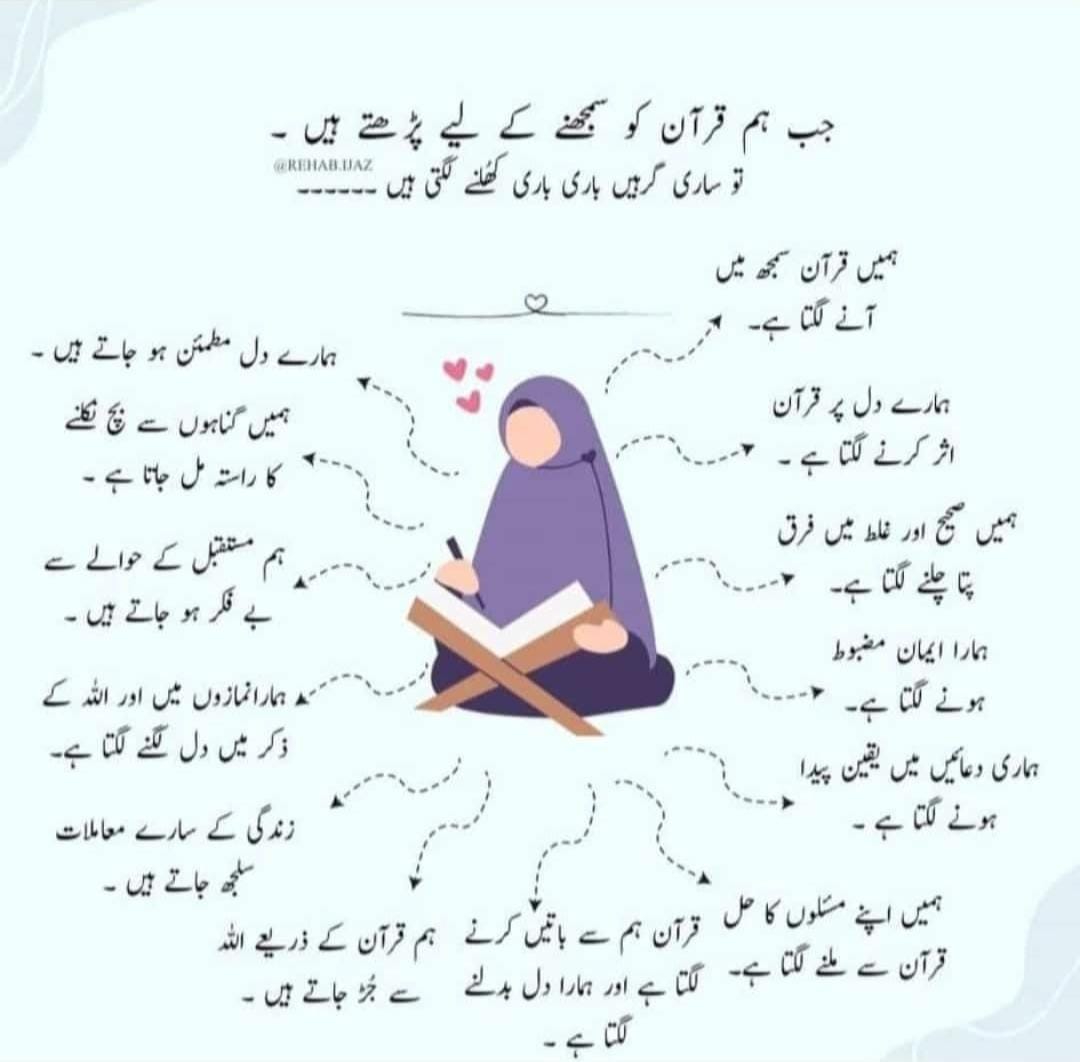 جب ہم قرآن کو سمجھنے کے لیے پڑھتے ہیں ۔
@REHAB.IJAZ
تو ساری گرہیں باری باری کُھلنے لگتی ہیں ------
ہمیں قرآن سمجھ میں
آنے لگتا ہے۔
ہمارے دل پر قرآن
اثر کرنے لگتا ہے ۔
ہمیں صحیح اور غلط میں فرق
پتا چلنے لگتا ہے۔
ہمارا ایمان مضبوط
ہونے لگتا ہے۔
ہماری دعائیں میں یقین پیدا
ہونے لگتا ہے ۔
ہمیں اپنے مسئلوں کا حل
قرآن سے ملنے لگتا ہے۔
قرآن ہم سے باتیں کرنے
لگتا ہے اور ہمارا دل بدلنے
لگتا ہے ۔
ہم قرآن کے ذریعے اللہ
سے جُڑ جاتے ہیں ۔
زندگی کے سارے معاملات
سلجھ جاتے ہیں ۔
ہمارا نمازوں میں اور اللہ کے
ذکر میں دل لگنے لگتا ہے۔
ہم مستقبل کے حوالے سے
بے فکر ہو جاتے ہیں ۔
ہمیں گناہوں سے بچ نکلنے
کا راستہ مل جاتا ہے ۔
ہمارے دل مطمئن ہو جاتے ہیں ۔